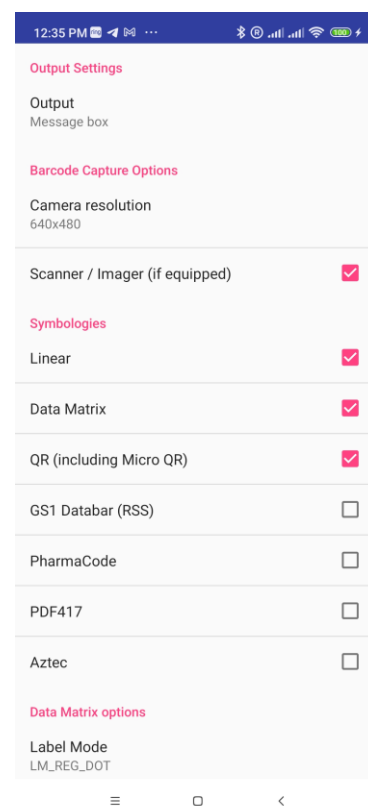 12:35 PM
Output Settings
Output
Message box
Barcode Capture Options
Camera resolution
640x480
Scanner / Imager (if equipped)
Symbologies
Linear
Data Matrix
QR (including Micro QR)
GS1 Databar (RSS)
PharmaCode
PDF417
Aztec
Data Matrix options
Label Mode
LM_REG_DOT